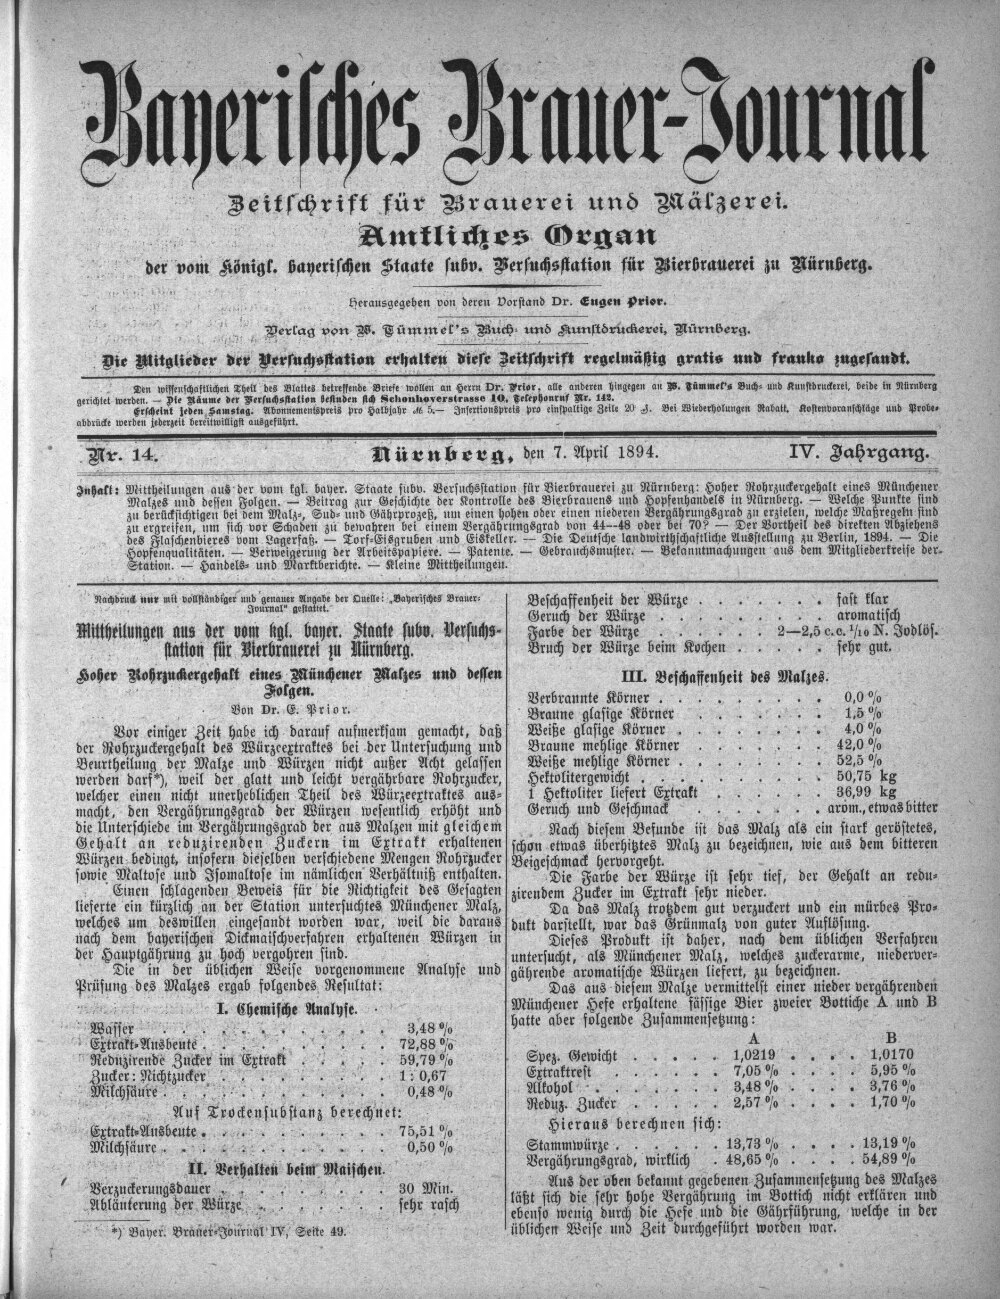 Bayerisches Brauer-Journal
Zeitschrift für Brauerei und Mälzerei.
Amtliches Organ
der vom Königl. bayerischen Staate subv. Versuchsstation für Bierbrauerei zu Nürnberg.
Herausgegeben von deren Vorstand Dr. Eugen Prior.
Verlag von W. Tümmel's Buch- und Kunstdruckerei, Nürnberg.
Die Mitglieder der Versuchsstation erhalten diese Zeitschrift regelmäßig gratis und franko zugesandt.
Den wissenschaftlichen Theil des Blattes betreffende Briefe wollen an Herrn Dr. Prior, alle anderen hingegen an W. Tümmel's Buch- und Kunstdruckerei, beide in Nürnberg
gerichtet werden. — Die Räume der Versuchsstation befinden sich Schonhoverstrasse 10, Telephonruf Nr. 142.
Erscheint jeden Samstag. Abonnementspreis pro Halbjahr ℳ 5.— Insertionspreis pro einspaltige Zeile 20 ₰. Bei Wiederholungen Rabatt. Kostenvoranschläge und Probe-
abdrücke werden jederzeit bereitwilligst ausgeführt.
Nr. 14. Nürnberg, den 7. April 1894. IV. Jahrgang.
Inhalt: Mittheilungen aus der vom kgl. bayer. Staate subv. Versuchsstation für Bierbrauerei zu Nürnberg: Hoher Rohrzuckergehalt eines Münchener
Malzes und dessen Folgen. — Beitrag zur Geschichte der Kontrolle des Bierbrauens und Hopfenhandels in Nürnberg. — Welche Punkte sind
zu berücksichtigen bei dem Malz-, Sud- und Gährprozeß, um einen hohen oder einen niederen Vergährungsgrad zu erzielen, welche Maßregeln sind
zu ergreifen, um sich vor Schaden zu bewahren bei einem Vergährungsgrad von 44—48 oder bei 70? — Der Vortheil des direkten Abziehens
des Flaschenbieres vom Lagerfaß. — Torf-Eisgruben und Eiskeller. — Die Deutsche landwirthschaftliche Ausstellung zu Berlin, 1894. — Die
Hopfenqualitäten. — Verweigerung der Arbeitspapiere. — Patente. — Gebrauchsmuster. — Bekanntmachungen aus dem Mitgliederkreise der
Station. — Handels- und Marktberichte. — Kleine Mittheilungen.
Nachdruck nur mit vollständiger und genauer Angabe der Quelle: „Bayerisches Brauer-
Journal" gestattet.
Mittheilungen aus der vom kgl. bayer. Staate subv. Versuchs-
station für Bierbrauerei zu Nürnberg.
Hoher Rohrzuckergehalt eines Münchener Malzes und dessen
Folgen.
Von Dr. E. Prior.
Vor einiger Zeit habe ich darauf aufmerksam gemacht, daß
der Rohrzuckergehalt des Würzeextraktes bei der Untersuchung und
Beurtheilung der Malze und Würzen nicht außer Acht gelassen
werden darf*), weil der glatt und leicht vergährbare Rohrzucker,
welcher einen nicht unerheblichen Theil des Würzeextraktes aus-
macht, den Vergährungsgrad der Würzen wesentlich erhöht und
die Unterschiede im Vergährungsgrad der aus Malzen mit gleichem
Gehalt an reduzirenden Zuckern im Extrakt erhaltenen
Würzen bedingt, insofern dieselben verschiedene Mengen Rohrzucker
sowie Maltose und Isomaltose im nämlichen Verhältniß enthalten.
Einen schlagenden Beweis für die Richtigkeit des Gesagten
lieferte ein kürzlich an der Station untersuchtes Münchener Malz,
welches um deswillen eingesandt worden war, weil die daraus
nach dem bayerischen Dickmaischverfahren erhaltenen Würzen in
der Hauptgährung zu hoch vergohren sind.
Die in der üblichen Weise vorgenommene Analyse und
Prüfung des Malzes ergab folgendes Resultat:
I. Chemische Analyse.
Wasser . . . . . . . . . . 3,48 %
Extrakt-Ausbeute . . . . . . . . 72,88 %
Reduzirende Zucker im Extrakt . . . . . 59,79 %
Zucker : Nichtzucker . . . . . . . 1 : 0,67
Milchsäure . . . . . . . . . 0,48 %
Auf Trockensubstanz berechnet:
Extrakt-Ausbeute . . . . . . . . 75,51 %
Milchsäure . . . . . . . . . 0,50 %
II. Verhalten beim Maischen.
Verzuckerungsdauer . . . . . . . 30 Min.
Abläuterung der Würze . . . . . . sehr rasch
*) Bayer. Brauer-Journal IV, Seite 49.
Beschaffenheit der Würze . . . . . . fast klar
Geruch der Würze . . . . . . . aromatisch
Farbe der Würze . . . . . 2—2,5 c.c. 1/10 N. Jodlös.
Bruch der Würze beim Kochen . . . . . sehr gut.
III. Beschaffenheit des Malzes.
Verbrannte Körner . . . . . . . 0,0 %
Braune glasige Körner . . . . . . 1,5 %
Weiße glasige Körner . . . . . . . 4,0 %
Braune mehlige Körner . . . . . . 42,0 %
Weiße mehlige Körner . . . . . . . 52,5 %
Hektolitergewicht . . . . . . . . 50,75 kg
1 Hektoliter liefert Extrakt . . . . . . 36,99 kg
Geruch und Geschmack . . . . . arom., etwas bitter
Nach diesem Befunde ist das Malz als ein stark geröstetes,
schon etwas überhitztes Malz zu bezeichnen, wie aus dem bitteren
Beigeschmack hervorgeht.
Die Farbe der Würze ist sehr tief, der Gehalt an redu-
zirendem Zucker im Extrakt sehr nieder.
Da das Malz trotzdem gut verzuckert und ein mürbes Pro-
dukt darstellt, war das Grünmalz von guter Auflösung.
Dieses Produkt ist daher, nach dem üblichen Verfahren
untersucht, als Münchener Malz, welches zuckerarme, niederver-
gährende aromatische Würzen liefert, zu bezeichnen.
Das aus diesem Malze vermittelst einer nieder vergährenden
Münchener Hefe erhaltene fässige Bier zweier Bottiche A und B
hatte aber folgende Zusammensetzung:
A B
Spez. Gewicht . . . . . 1,0219 . . . . 1,0170
Extraktrest . . . . . . 7,05 % . . . . 5,95 %
Alkohol . . . . . . . 3,48 % . . . . 3,76 %
Reduz. Zucker . . . . . 2,57 % . . . . 1,70 %
Hieraus berechnen sich:
Stammwürze . . . . . . 13,73 % . . . . 13,19 %
Vergährungsgrad, wirklich . 48,65 % . . . . 54,89 %
Aus der oben bekannt gegebenen Zusammensetzung des Malzes
läßt sich die sehr hohe Vergährung im Bottich nicht erklären und
ebenso wenig durch die Hefe und die Gährführung, welche in der
üblichen Weise und Zeit durchgeführt worden war.